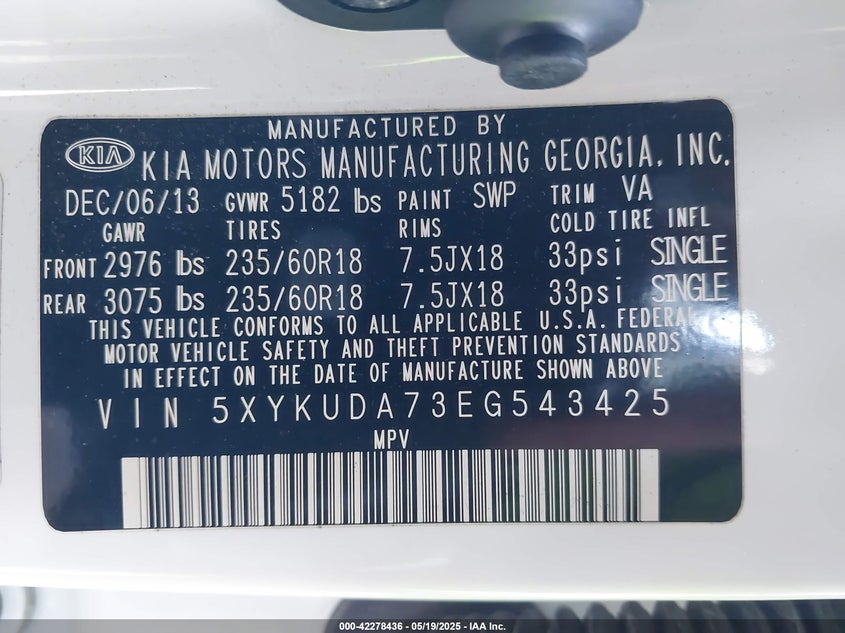 MANUFACTURED BY
KIA KIA MOTORS MANUFACTURING GEORGIA, INC.
DEC/06/13 GVWR 5182 lbs PAINT SWP TRIM VA
GAWR TIRES RIMS COLD TIRE INFL
FRONT 2976 lbs 235/60R18 7.5JX18 33psi SINGLE
REAR 3075 lbs 235/60R18 7.5JX18 33psi SINGLE
THIS VEHICLE CONFORMS TO ALL APPLICABLE U.S.A. FEDERAL
MOTOR VEHICLE SAFETY AND THEFT PREVENTION STANDARDS
IN EFFECT ON THE DATE OF MANUFACTURE SHOWN ABOVE
VIN 5XYKUDA73EG543425
MPV
000-42278436 - 05/19/2025 - IAA Inc.